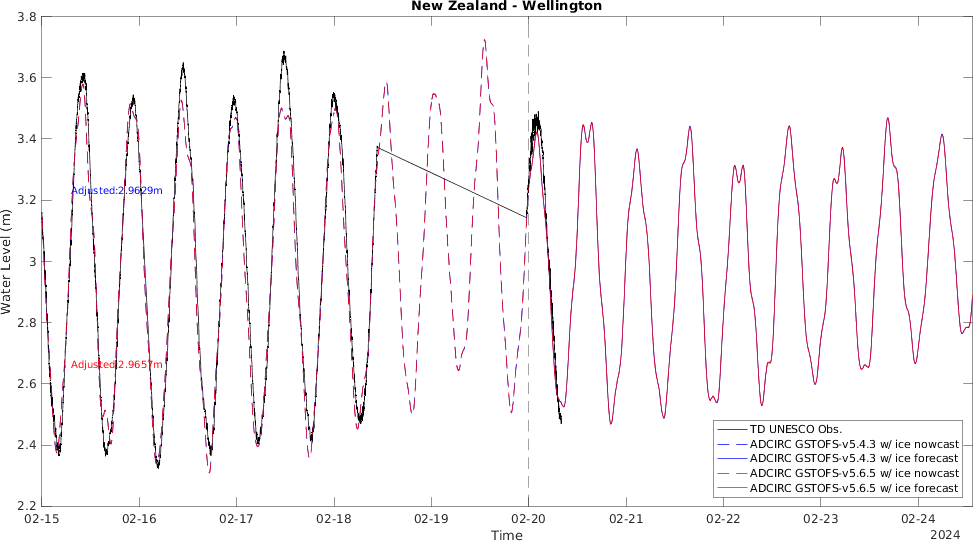 New Zealand - Wellington
3.8
3.6
3.4
3.2
3
2.8
2.6
2.4
2.2
Water Level (m)
Adjusted:2.9629m
Adjusted:2.9657m
TD UNESCO Obs.
ADCIRC GSTOFS-v5.4.3 w/ ice nowcast
ADCIRC GSTOFS-v5.4.3 w/ ice forecast
ADCIRC GSTOFS-v5.6.5 w/ ice nowcast
ADCIRC GSTOFS-v5.6.5 w/ ice forecast
02-15 02-16 02-17 02-18 02-19 02-20 02-21 02-22 02-23 02-24
Time
2024